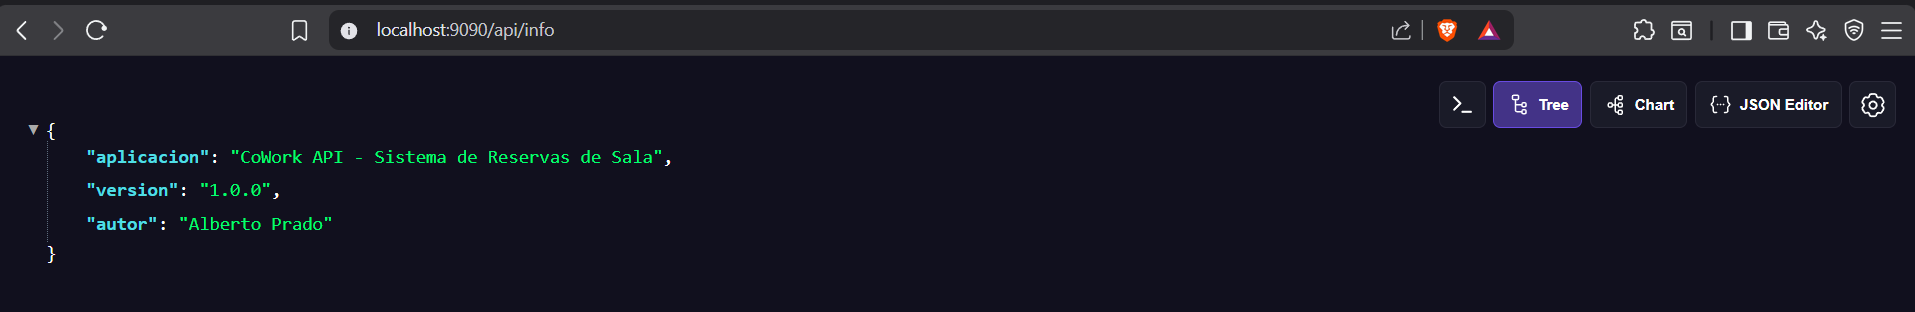 localhost:9090/api/info
Tree
Chart
JSON Editor
{
"aplicacion": "CoWork API - Sistema de Reservas de Sala",
"version": "1.0.0",
"autor": "Alberto Prado"
}